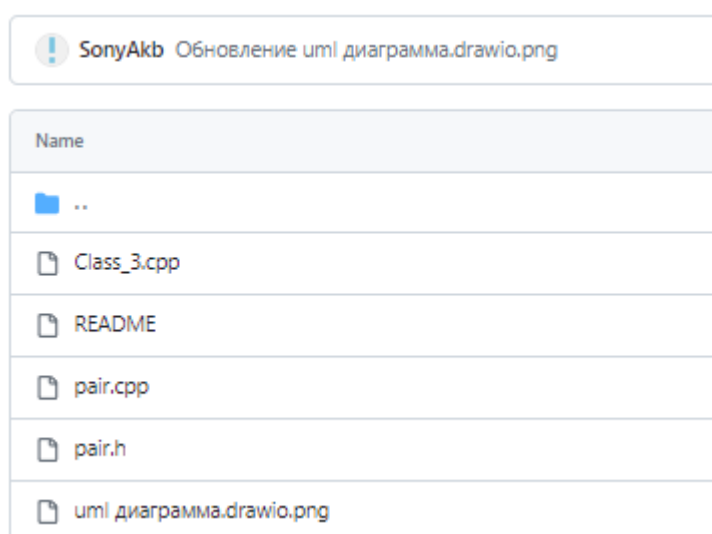 SonyAkb Обновление uml диаграмма.drawio.png
Name
..
Class_3.cpp
README
pair.cpp
pair.h
uml диаграмма.drawio.png